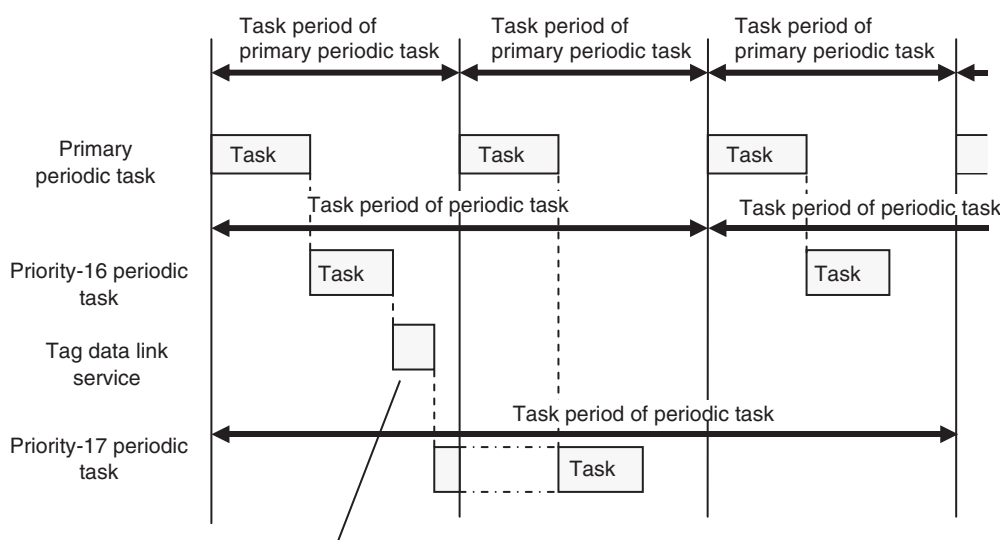 Task period of
primary periodic task
Task period of
primary periodic task
Task period of
primary periodic task
Primary
periodic task
Task
Task
Task
Task period of periodic task
Task period of periodic task
Priority-16 periodic
task
Task
Task
Tag data link
service
Task period of periodic task
Priority-17 periodic
task
Task